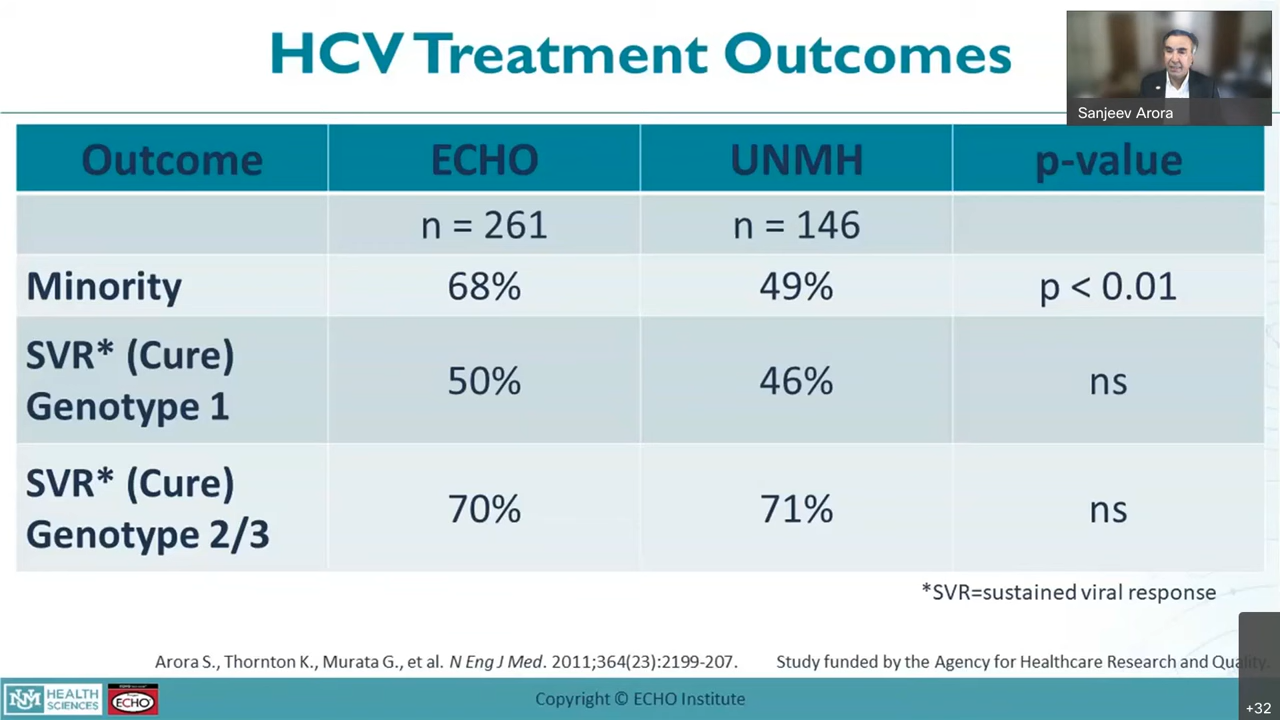 HCV Treatment Outcomes
Sanjeev Arora
Outcome ECHO UNMH p-value
n = 261 n = 146
Minority 68% 49% p < 0.01
SVR* (Cure)
Genotype 1 50% 46% ns
SVR* (Cure)
Genotype 2/3 70% 71% ns
*SVR=sustained viral response
Arora S., Thornton K., Murata G., et al. N Eng J Med. 2011;364(23):2199-207. Study funded by the Agency for Healthcare Research and Quality.
NM HEALTH
SCIENCES
ECHO
Copyright © ECHO Institute
+32